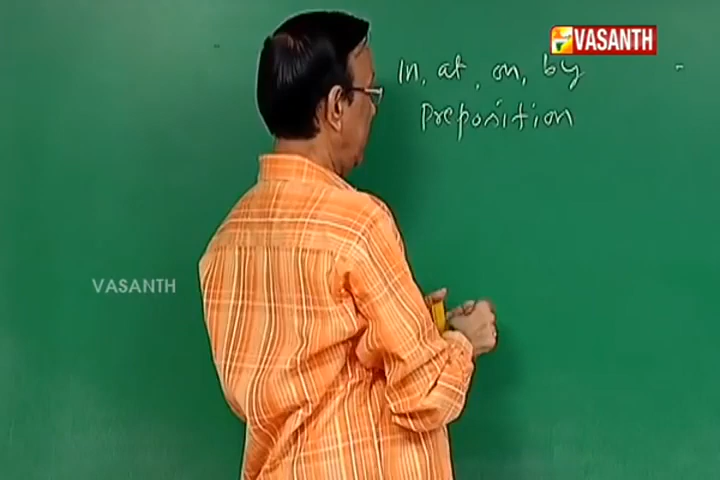 VASANTH
In, at, on, by
Preposition
VASANTH